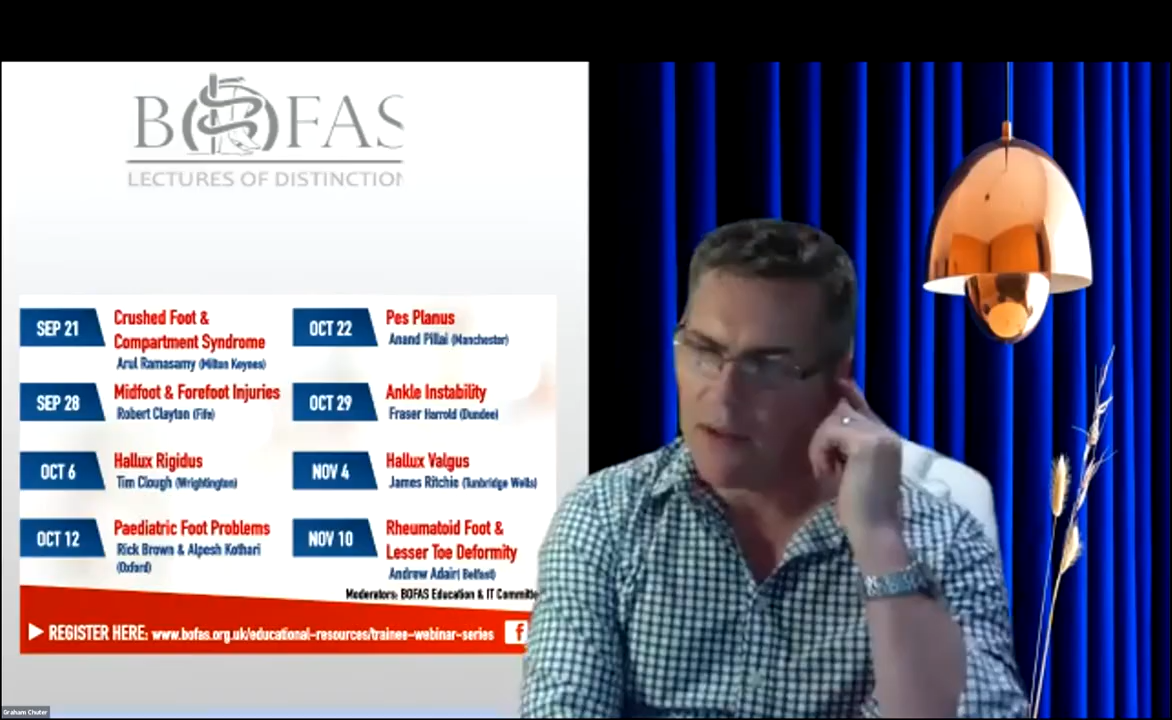 BOFAS
LECTURES OF DISTINCTION
SEP 21
Crushed Foot &
Compartment Syndrome
Arul Ramasamy (Milton Keynes)
SEP 28
Midfoot & Forefoot Injuries
Robert Clayton (Fife)
OCT 6
Hallux Rigidus
Tim Clough (Wrightington)
OCT 12
Paediatric Foot Problems
Rick Brown & Alpesh Kothari
(Oxford)
OCT 22
Pes Planus
Anand Pillai (Manchester)
OCT 29
Ankle Instability
Fraser Harrold (Dundee)
NOV 4
Hallux Valgus
James Ritchie (Tunbridge Wells)
NOV 10
Rheumatoid Foot &
Lesser Toe Deformity
Andrew Adair( Belfast)
Moderators: BOFAS Education & IT Committe
REGISTER HERE: www.bofas.org.uk/educational-resources/trainee-webinar-series
f
Graham Chuter